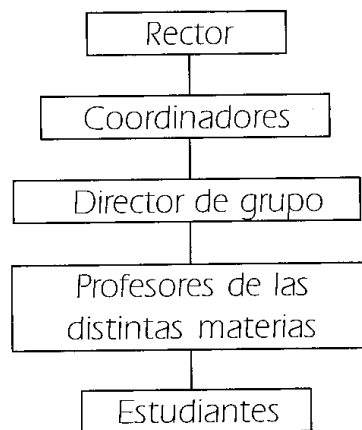 Rector
Coordinadores
Director de grupo
Profesores de las
distintas materias
Estudiantes